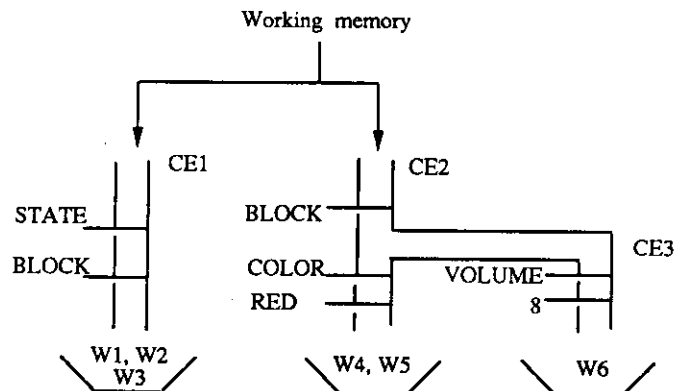 Working memory
CE1
CE2
STATE
BLOCK
CE3
BLOCK
COLOR
VOLUME
RED
8
W1, W2
W3
W4, W5
W6